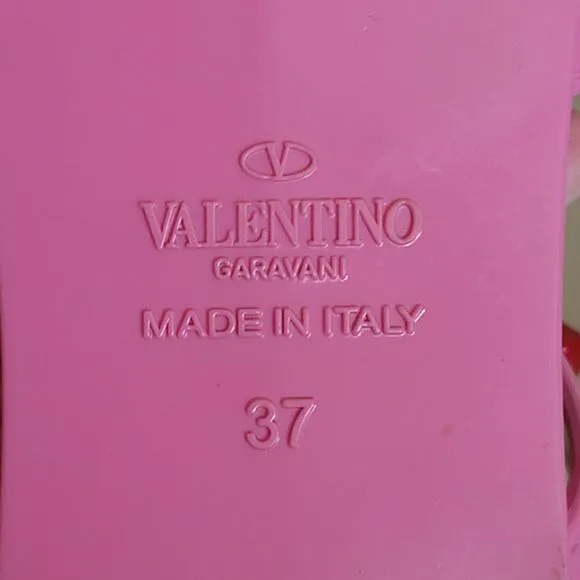 V
VALENTINO
GARAVANI
MADE IN ITALY
37